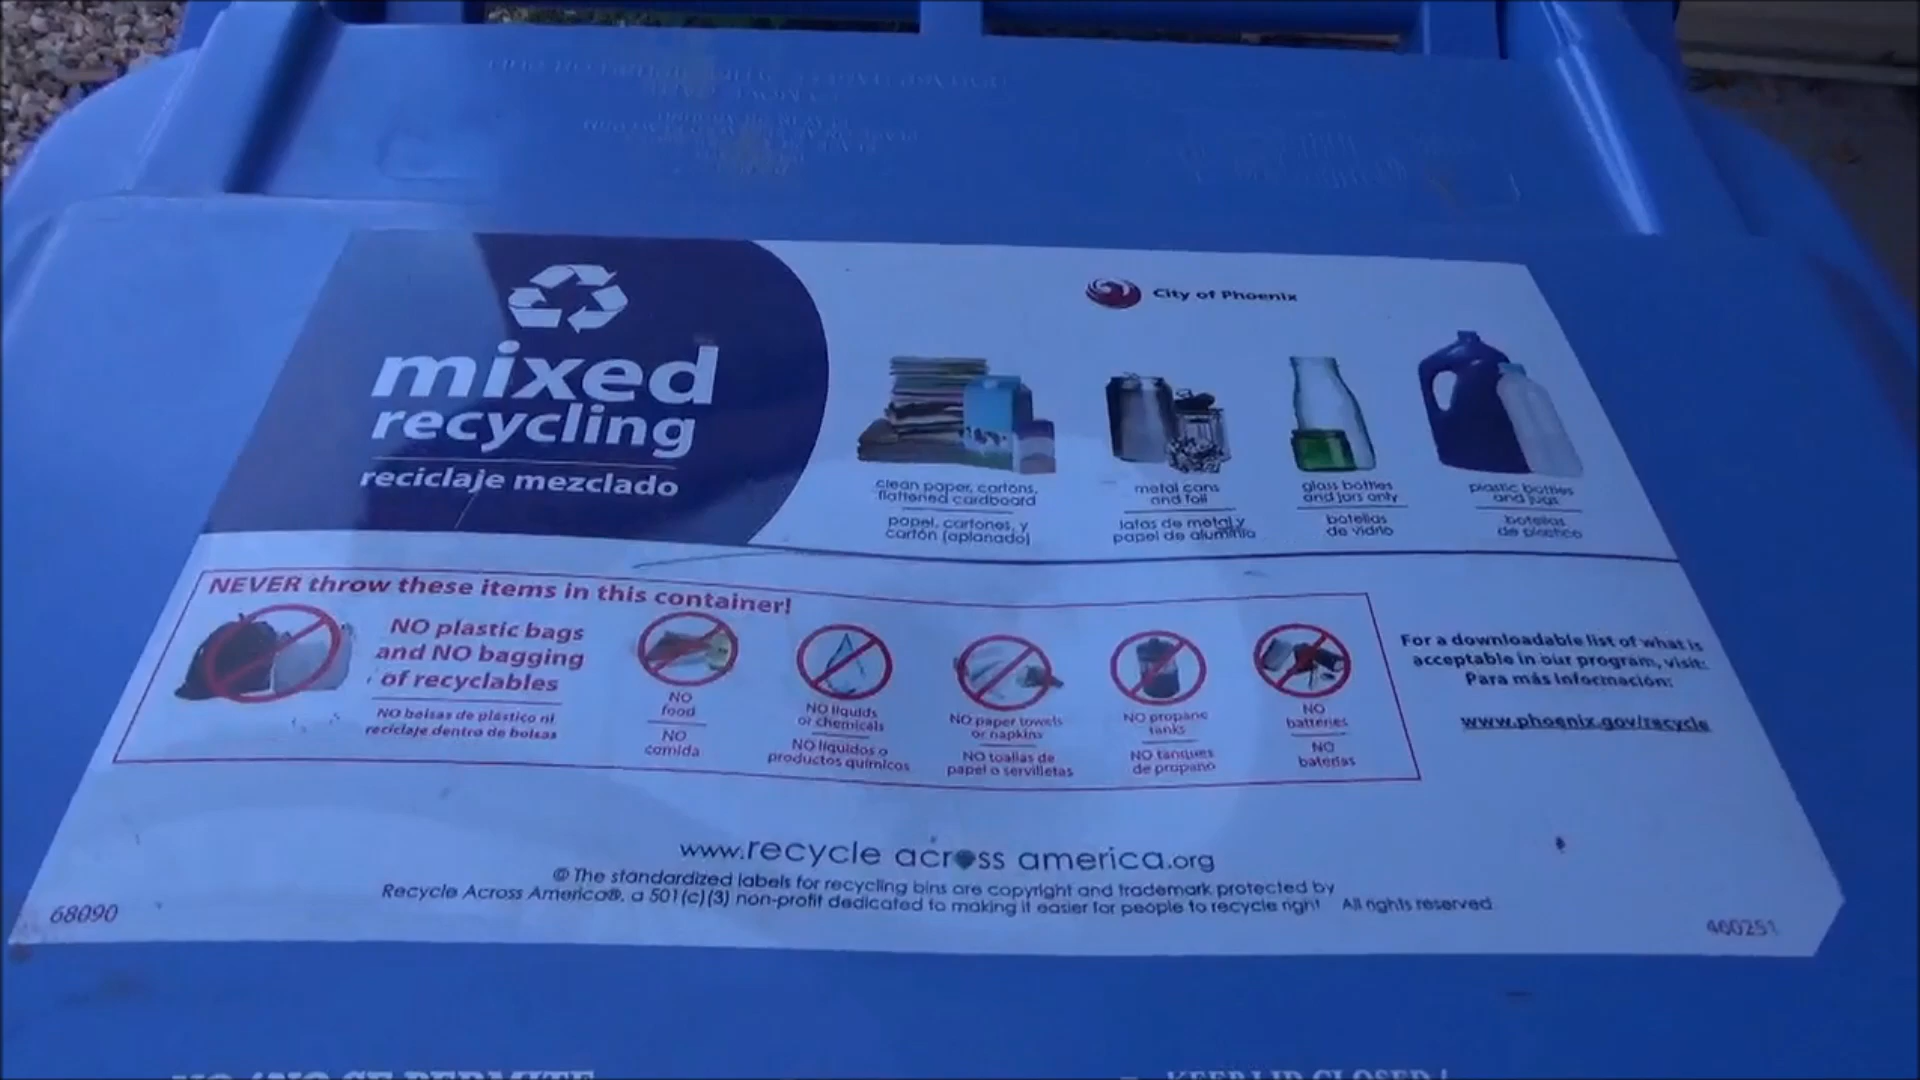 mixed
recycling
reciclaje mezclado
City of Phoenix
clean paper, cartons,
flattened cardboard
papel, cartones, y
cartón (aplanado)
metal cans
and foil
latas de metal y
papel de aluminio
glass bottles
and jars only
botellas
de vidrio
plastic bottles
and jugs
botellas
de plástico
NEVER throw these items in this container!
NO plastic bags
and NO bagging
of recyclables
NO bolsas de plástico ni
reciclaje dentro de bolsas
NO
food
NO
comida
NO liquids
or chemicals
NO líquidos o
productos químicos
NO paper towels
or napkins
NO toallas de
papel o servilletas
NO propane
tanks
NO tanques
de propano
NO
batteries
NO
baterías
For a downloadable list of what is
acceptable in our program, visit:
Para más información:
www.phoenix.gov/recycle
www.recycle across america.org
© The standardized labels for recycling bins are copyright and trademark protected by
Recycle Across America®, a 501(c)(3) non-profit dedicated to making it easier for people to recycle right All rights reserved.
68090
460251
KEEP LID CLOSED!